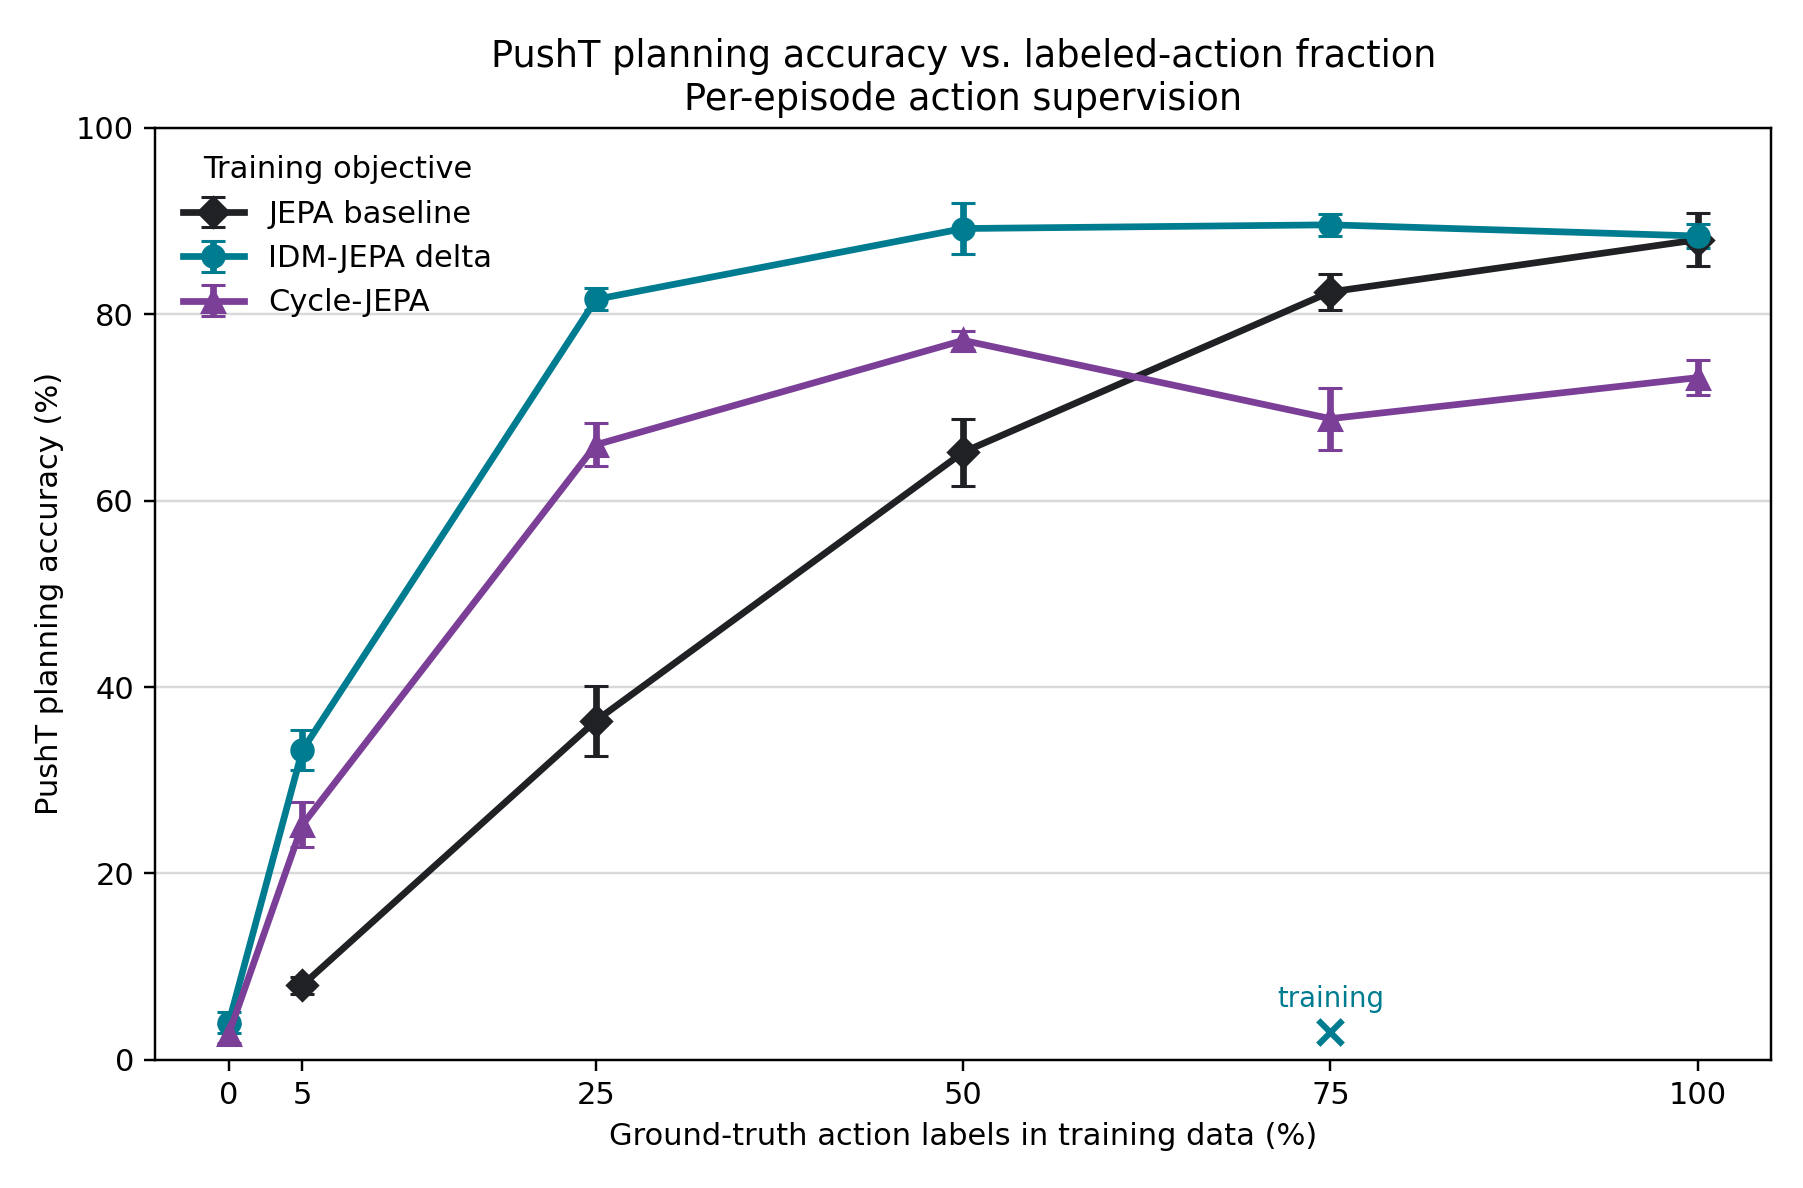 PushT planning accuracy vs. labeled-action fraction
Per-episode action supervision
Training objective
JEPA baseline
IDM-JEPA delta
Cycle-JEPA
PushT planning accuracy (%)
100
80
60
40
20
0
training
0 5 25 50 75 100
Ground-truth action labels in training data (%)